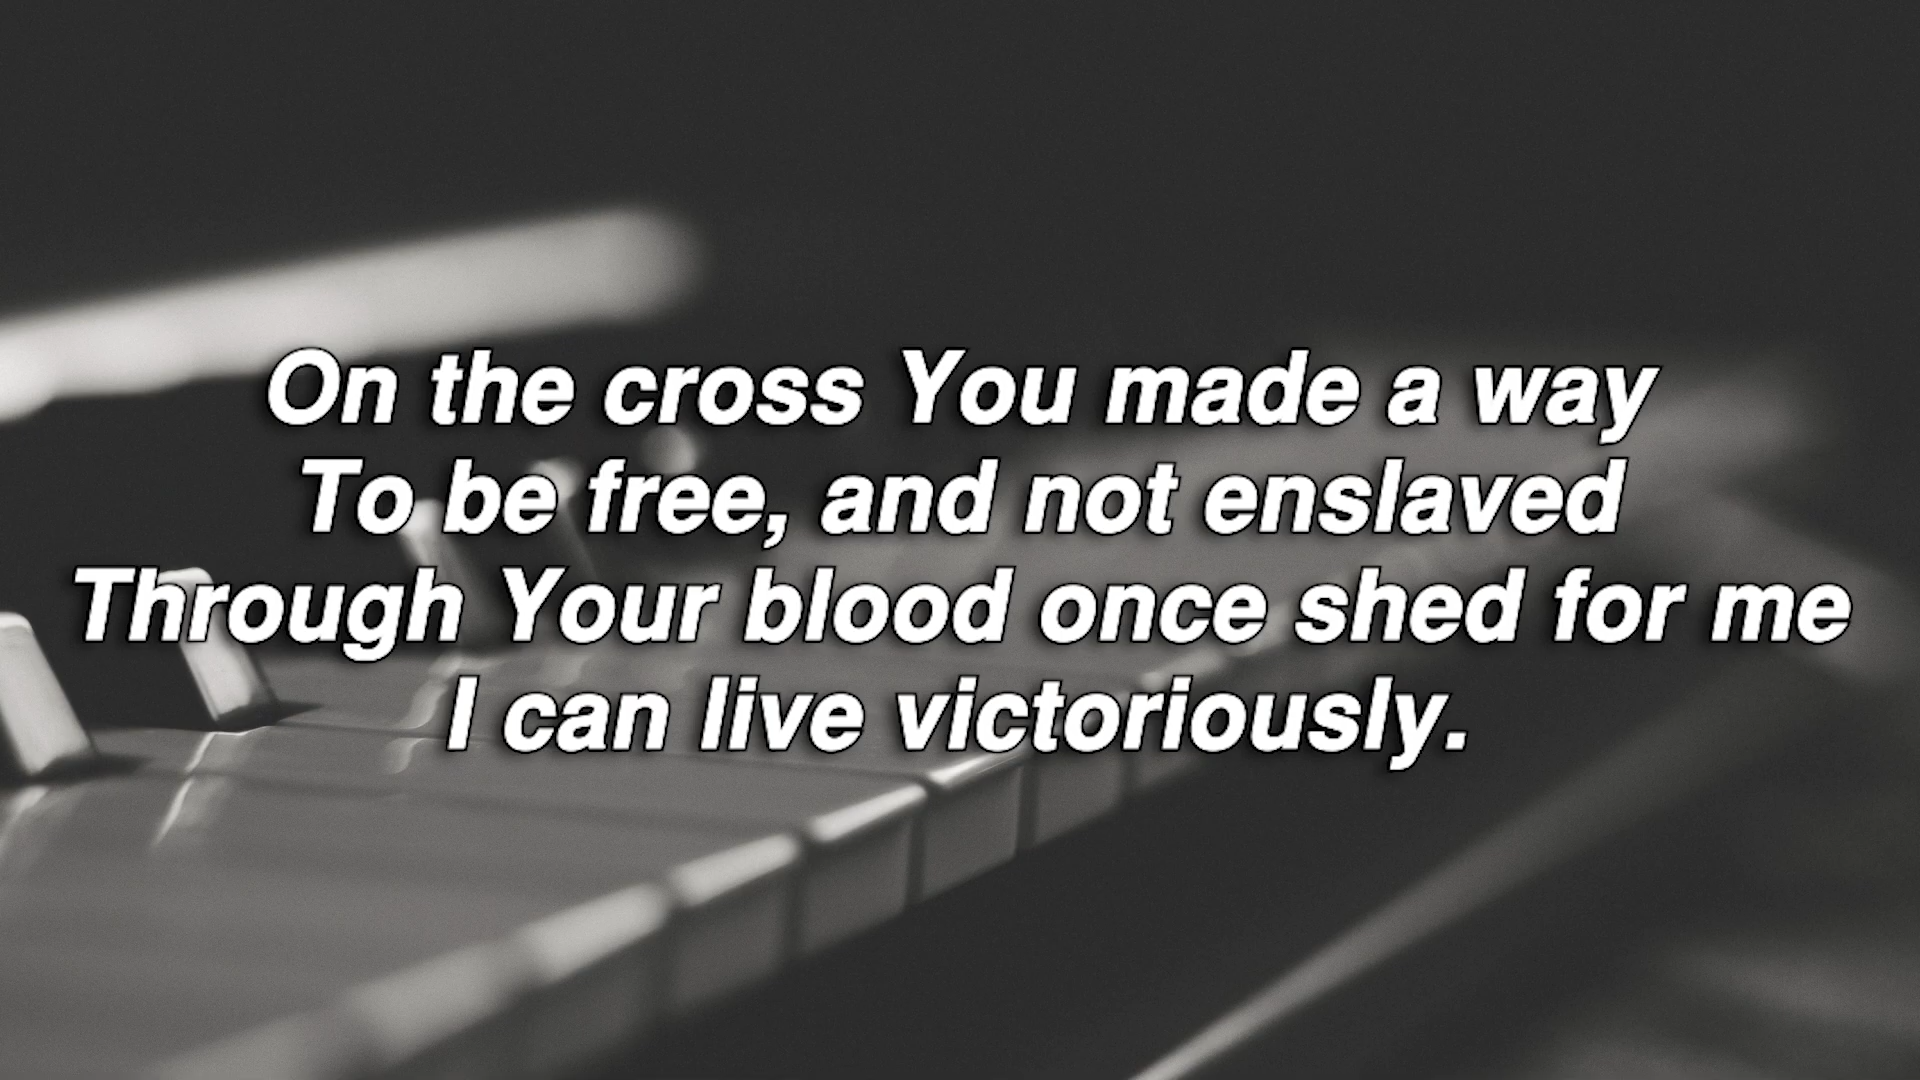 On the cross You made a way
To be free, and not enslaved
Through Your blood once shed for me
I can live victoriously.